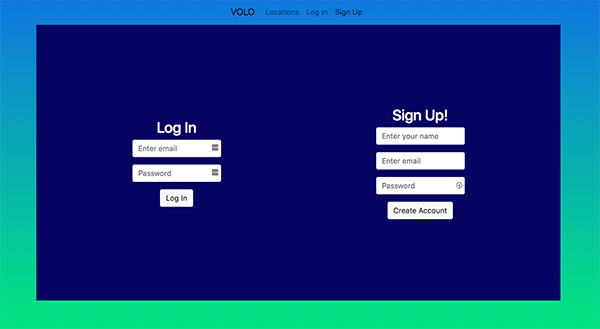 VOLO Locations Log In Sign Up
Log In
Enter email
Password
Log In
Sign Up!
Enter your name
Enter email
Password
Create Account